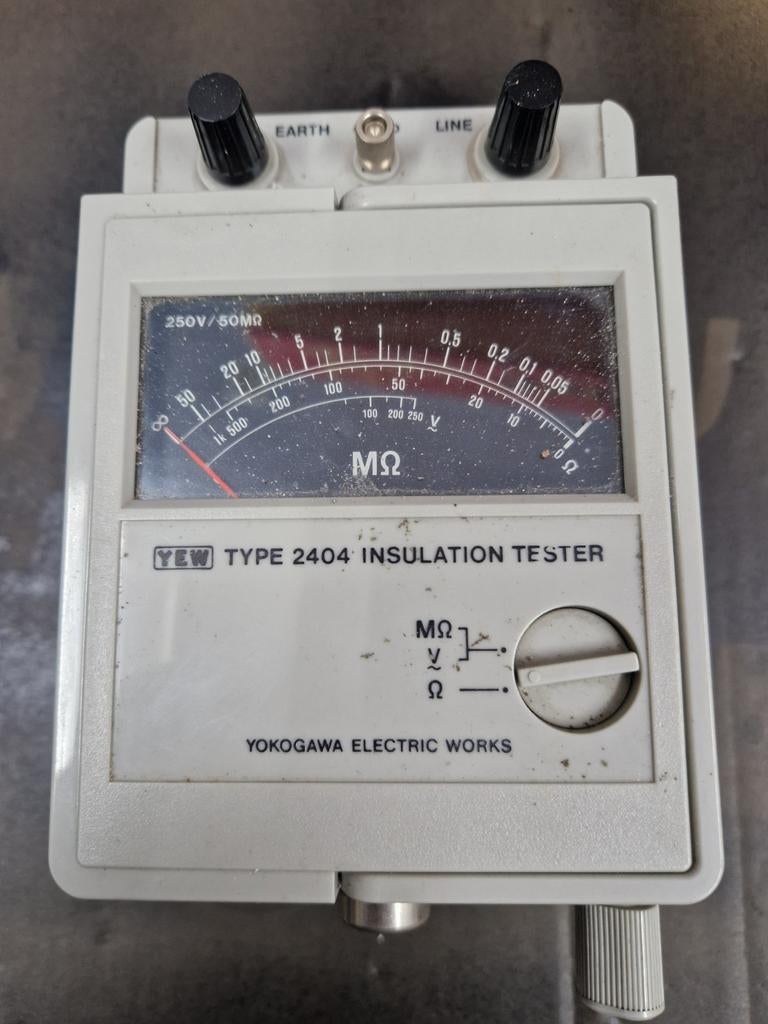 EARTH LINE
250V/50MΩ
∞ 50 20 10 5 2 1 0.5 0.2 0.1 0.05 0
1k 500 200 100 50 20 10 0 Ω
100 200 250 V
MΩ
YEW TYPE 2404 INSULATION TESTER
MΩ
V
Ω
YOKOGAWA ELECTRIC WORKS